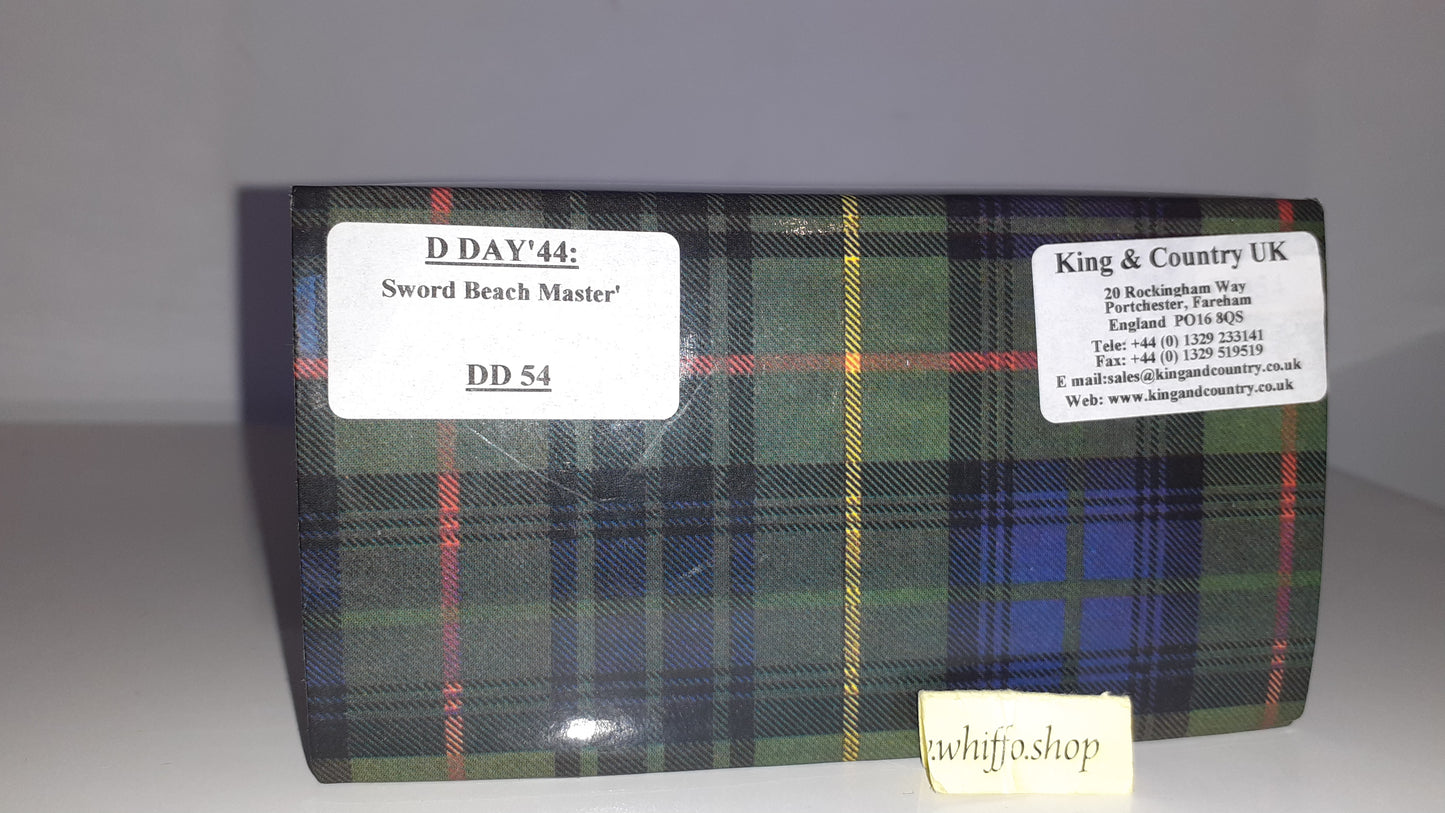 D DAY'44:
Sword Beach Master'
DD 54
King & Country UK
20 Rockingham Way
Portchester, Fareham
England PO16 8QS
Tele: +44 (0) 1329 233141
Fax: +44 (0) 1329 519519
E mail:sales@kingandcountry.co.uk
Web: www.kingandcountry.co.uk
.whiffo.shop